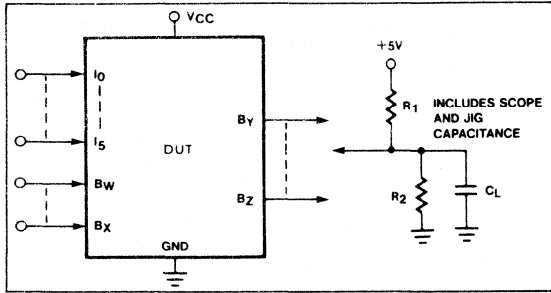 VCC
+5V
I0
R1
INCLUDES SCOPE
AND JIG
CAPACITANCE
BY
I5
DUT
BW
R2
CL
BZ
BX
GND